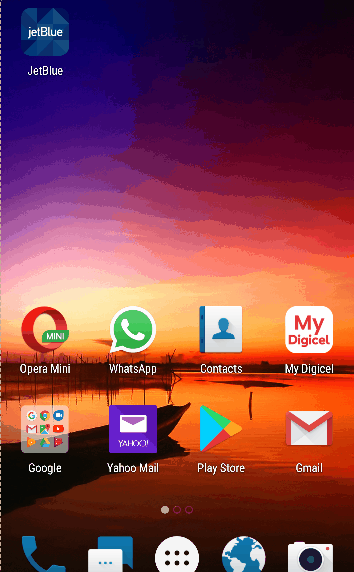 jetBlue
JetBlue
MINI
My
Digicel
Opera Mini
WhatsApp
Contacts
My Digicel
YAHOO!
Google
Yahoo Mail
Play Store
Gmail